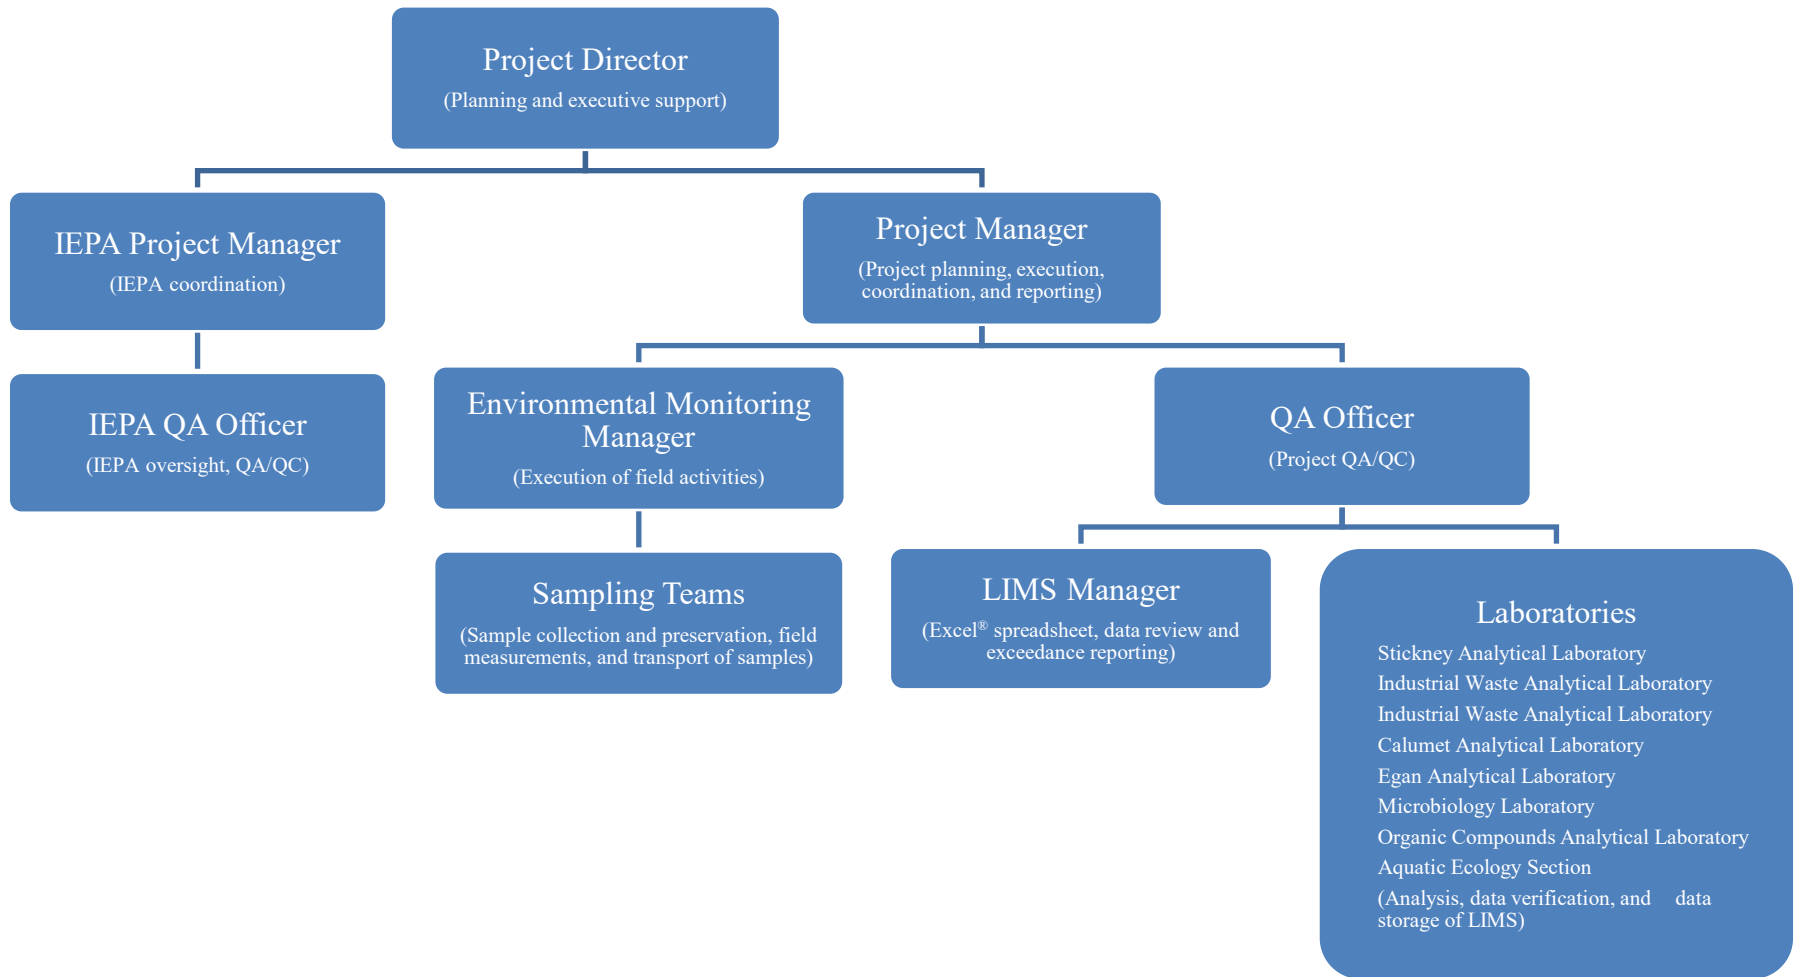 Project Director
(Planning and executive support)
IEPA Project Manager
(IEPA coordination)
Project Manager
(Project planning, execution,
coordination, and reporting)
IEPA QA Officer
(IEPA oversight, QA/QC)
Environmental Monitoring
Manager
(Execution of field activities)
QA Officer
(Project QA/QC)
Sampling Teams
(Sample collection and preservation, field
measurements, and transport of samples)
LIMS Manager
(Excel® spreadsheet, data review and
exceedance reporting)
Laboratories
Stickney Analytical Laboratory
Industrial Waste Analytical Laboratory
Industrial Waste Analytical Laboratory
Calumet Analytical Laboratory
Egan Analytical Laboratory
Microbiology Laboratory
Organic Compounds Analytical Laboratory
Aquatic Ecology Section
(Analysis, data verification, and data
storage of LIMS)